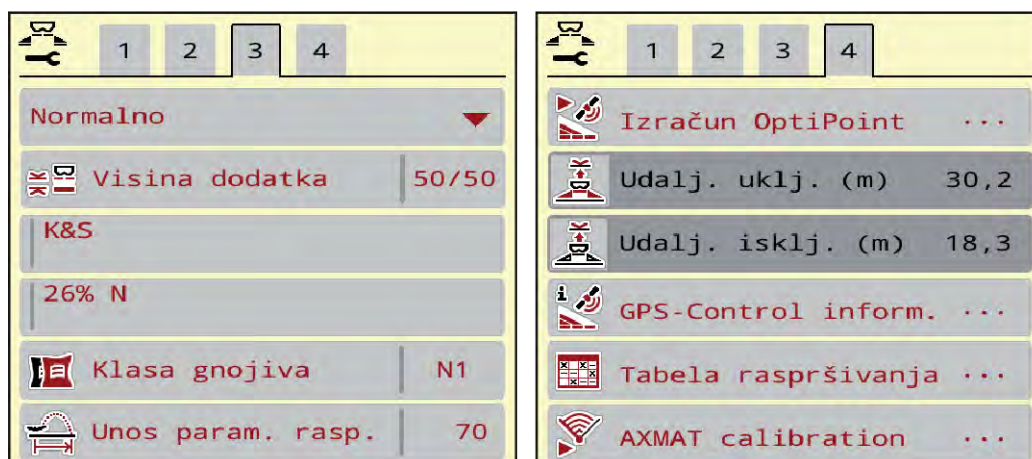 1 2 3 4
Normalno
Visina dodatka 50/50
K&S
26% N
Klasa gnojiva N1
Unos param. rasp. 70
1 2 3 4
Izračun OptiPoint ...
Udalj. uklj. (m) 30,2
Udalj. isklj. (m) 18,3
GPS-Control inform. ...
Tabela raspršivanja ...
AXMAT calibration ...